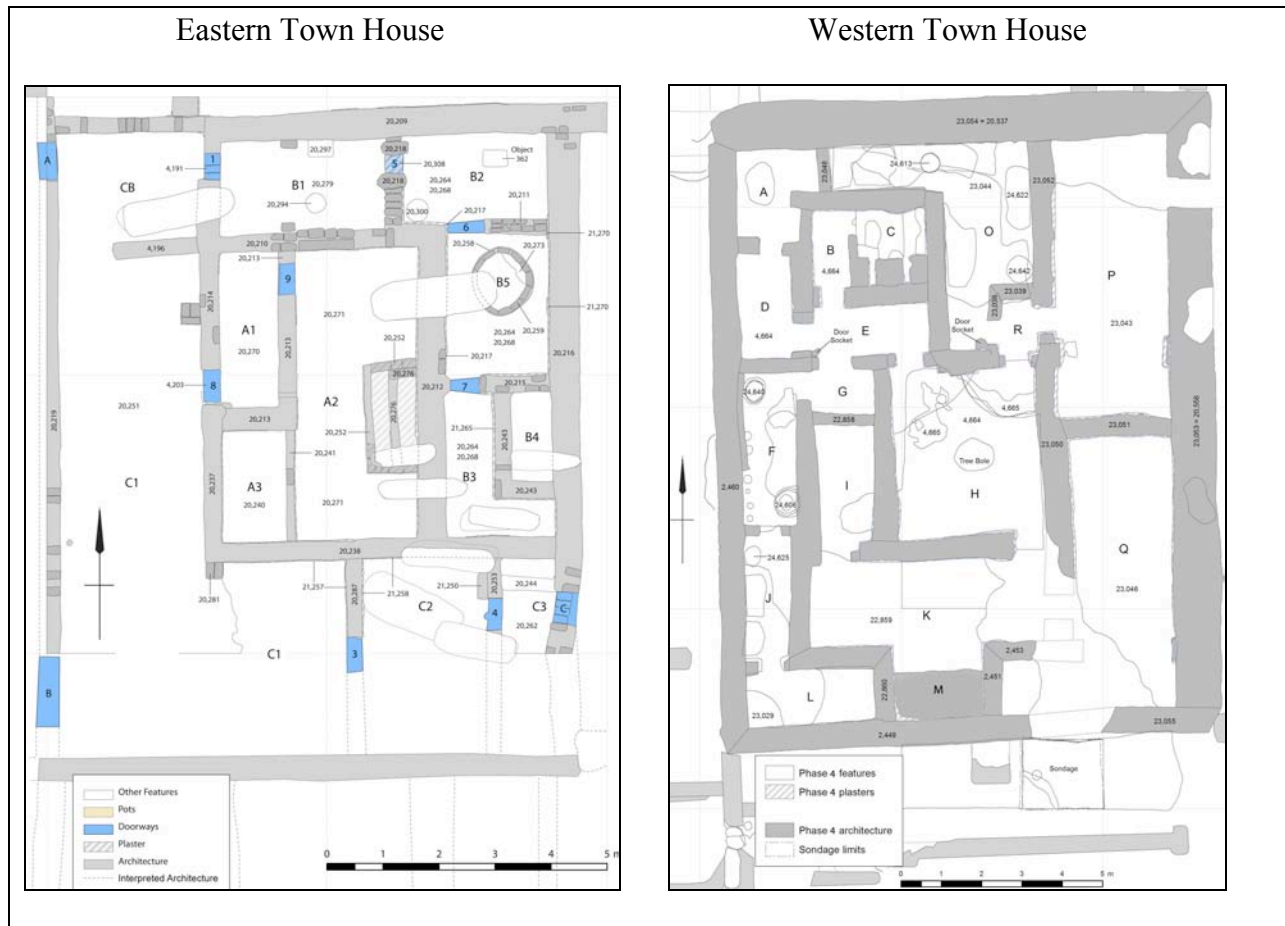 Eastern Town House
Western Town House
20,209
A
1
4,191
CB
B1
20,297
20,279
20,294
20,218
5
20,308
20,218
20,300
Object
362
20,264
20,268
B2
20,211
20,217
6
21,270
4,196
20,210
20,213
9
20,258
20,273
B5
21,270
20,214
A1
20,270
20,213
20,271
20,252
20,276
20,264
20,268
20,259
20,217
20,216
4,203
8
20,251
20,219
20,213
A2
20,276
20,212
7
20,215
20,252
20,241
21,265
20,264
20,268
20,243
B4
C1
20,237
A3
20,240
20,271
B3
20,243
20,238
20,281
21,257
20,287
21,258
C2
21,250
20,253
20,244
C3
20,262
4
C
C1
3
B
Other Features
Pots
Doorways
Plaster
Architecture
Interpreted Architecture
0 1 2 3 4 5 m
23,054 = 20,537
A
23,048
24,613
23,044
24,622
23,052
B
4,664
C
O
24,642
P
D
4,664
Door
Socket
E
Door
Socket
23,039
R
23,043
24,640
G
22,858
4,665
4,664
4,665
23,050
23,051
23,053 = 20,558
2,460
F
24,606
I
Tree Bole
H
Q
23,046
24,625
J
22,859
K
2,453
2,451
M
22,860
L
23,029
2,449
23,055
Sondage
Phase 4 features
Phase 4 plasters
Phase 4 architecture
Sondage limits
0 1 2 3 4 5 m